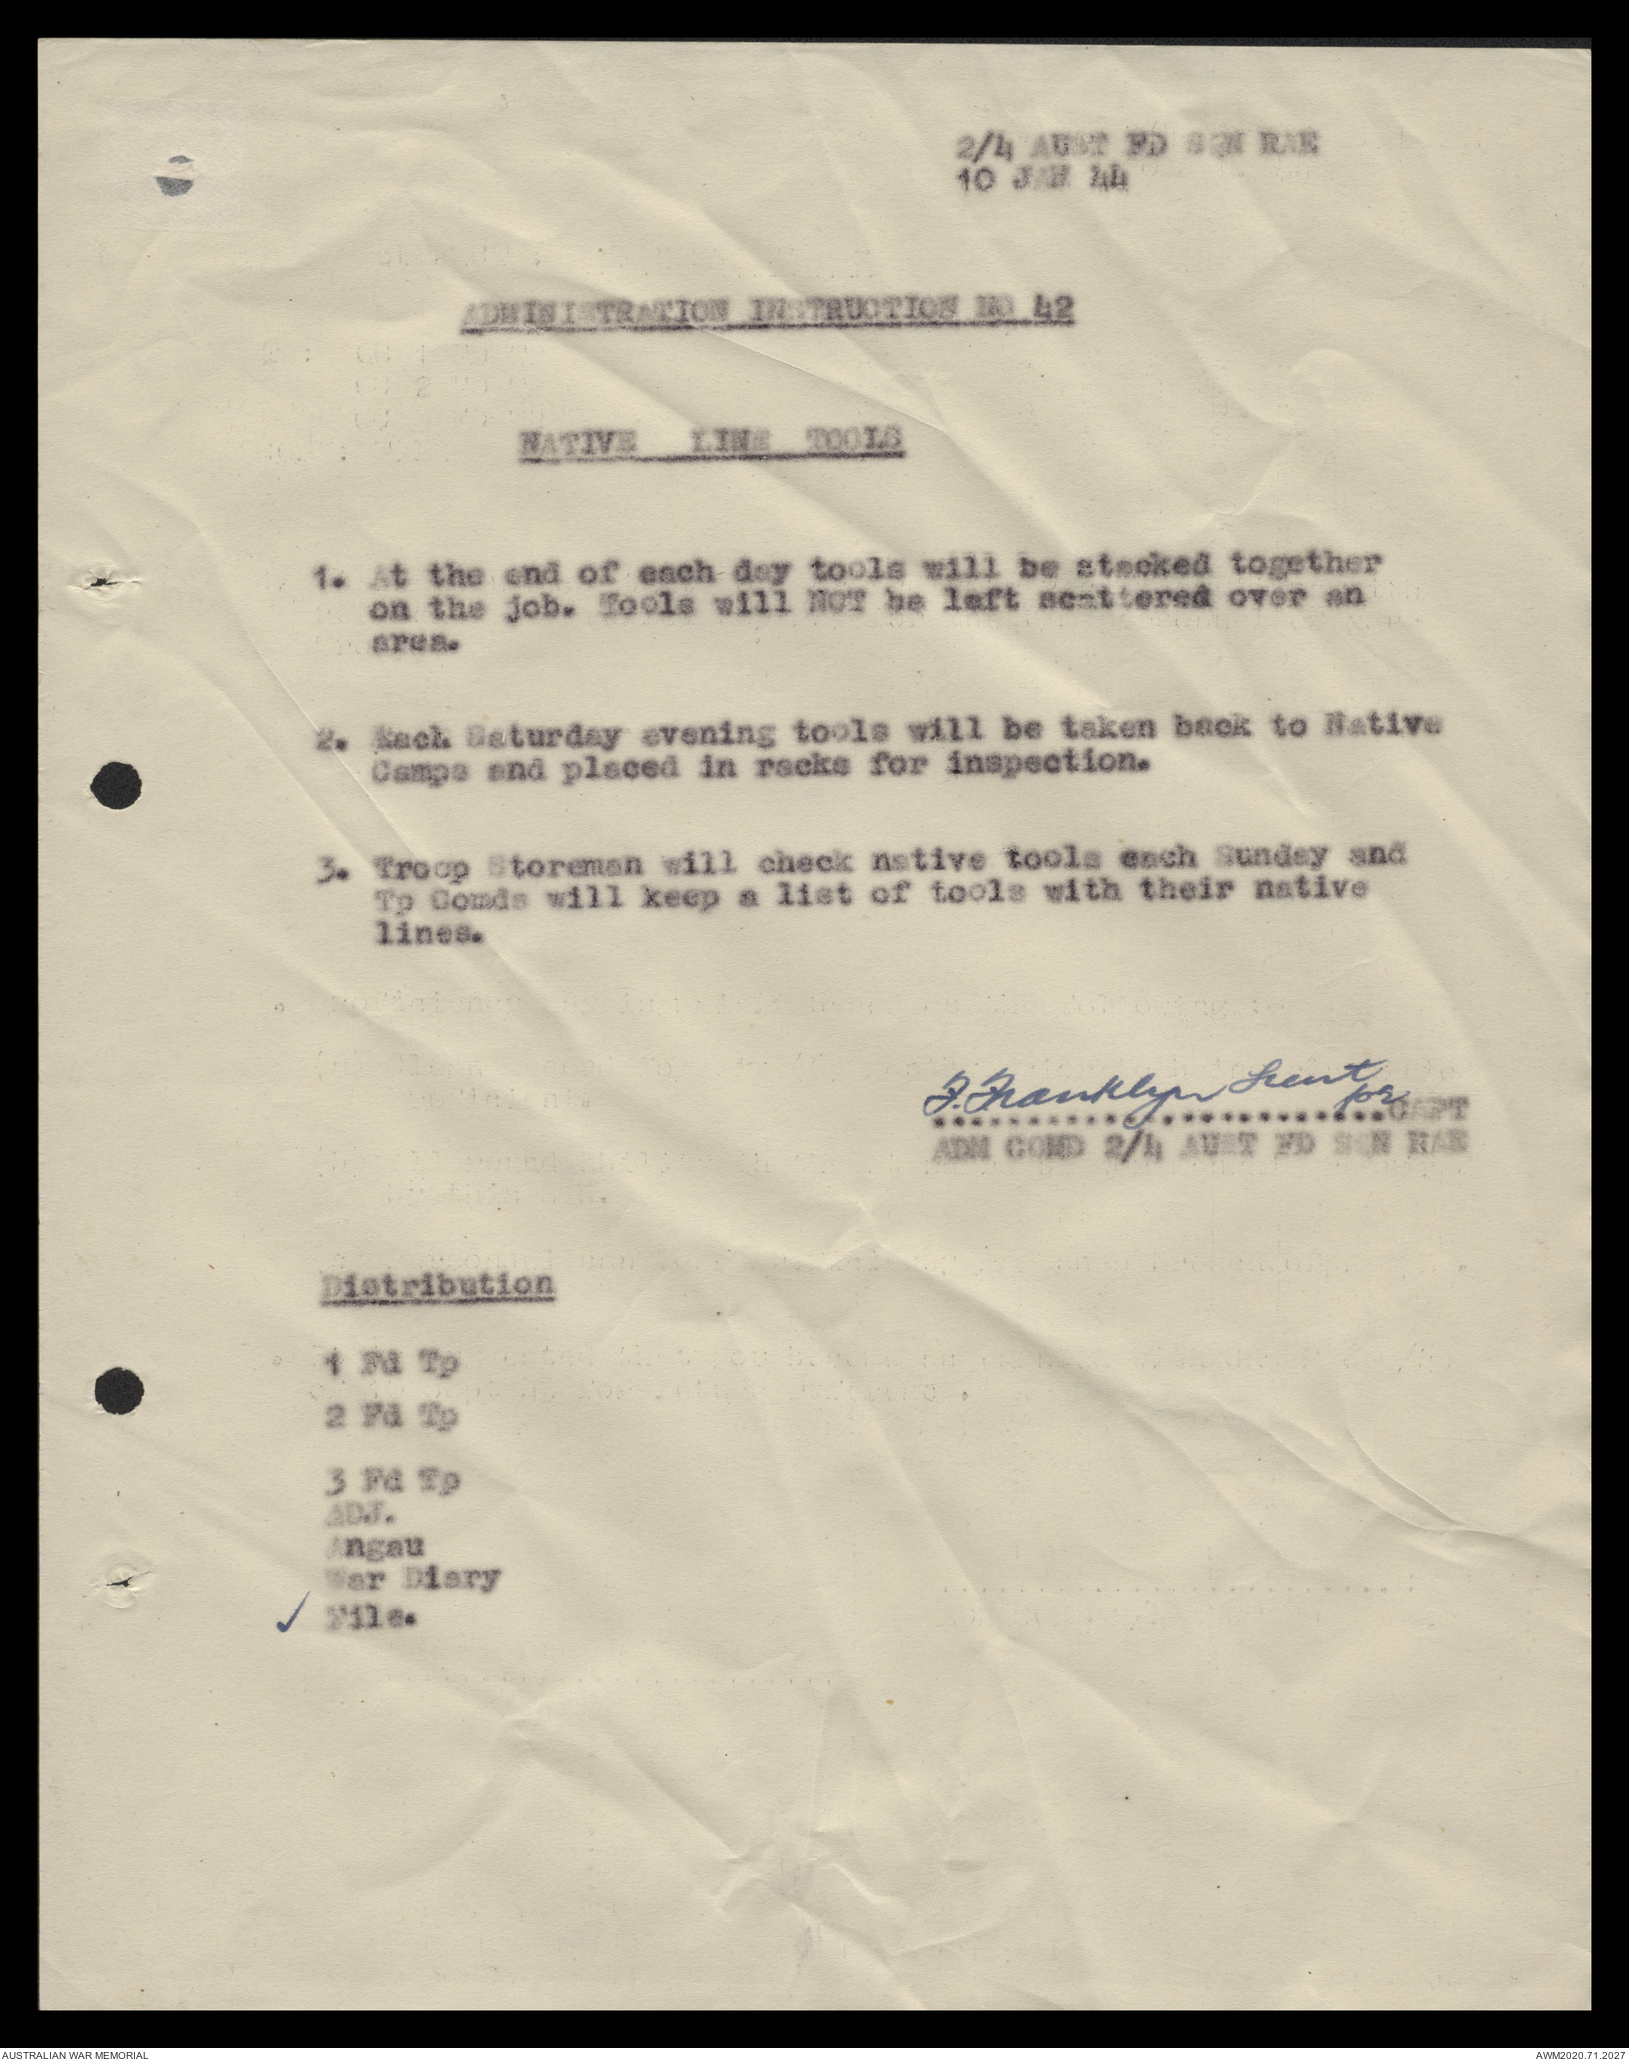 2/4 AUST FD SQN RAE
10 JAN 44
ADMINISTRATION INSTRUCTION NO 42
NATIVE LINE TOOLS
1. At the end of each day tools will be stacked together
on the job. Tools will NOT be left scattered over an
area.
2. Each Saturday evening tools will be taken back to Native
Camps and placed in racks for inspection.
3. Troop Storeman will check native tools each Sunday and
Tp Comds will keep a list of tools with their native
lines.
F. Franklyn Lieut
for
.........................CAPT
ADM COMD 2/4 AUST FD SQN RAE
Distribution
1 Fd Tp
2 Fd Tp
3 Fd Tp
ADJ.
Angau
War Diary
✓ File.
AUSTRALIAN WAR MEMORIAL
AWM2020.71.2027